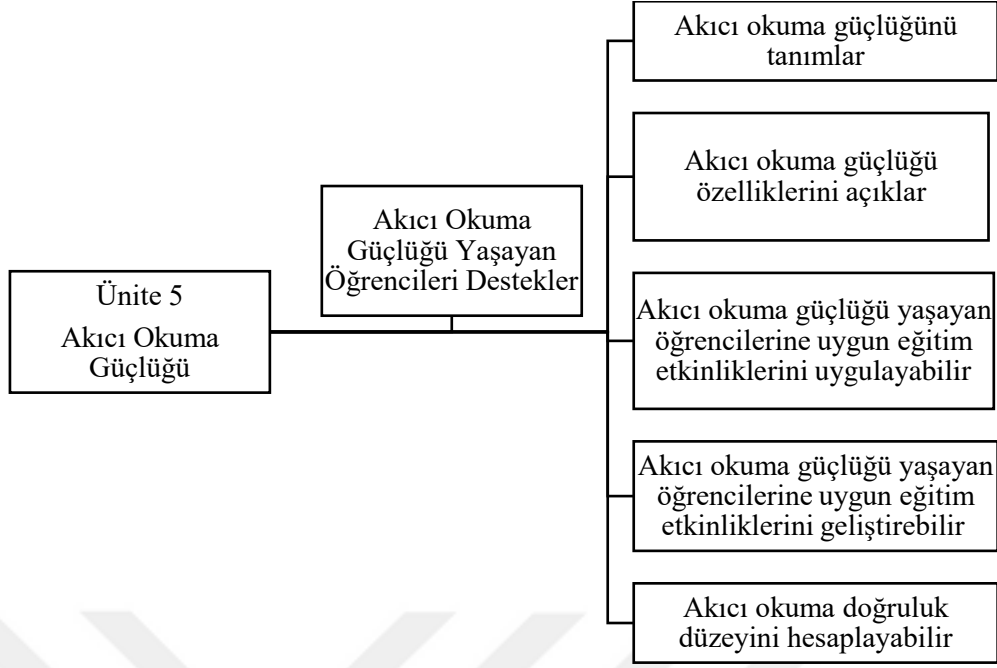 Ünite 5
Akıcı Okuma
Güçlüğü
Akıcı Okuma
Güçlüğü Yaşayan
Öğrencileri Destekler
Akıcı okuma güçlüğünü
tanımlar
Akıcı okuma güçlüğü
özelliklerini açıklar
Akıcı okuma güçlüğü yaşayan
öğrencilerine uygun eğitim
etkinliklerini uygulayabilir
Akıcı okuma güçlüğü yaşayan
öğrencilerine uygun eğitim
etkinliklerini geliştirebilir
Akıcı okuma doğruluk
düzeyini hesaplayabilir